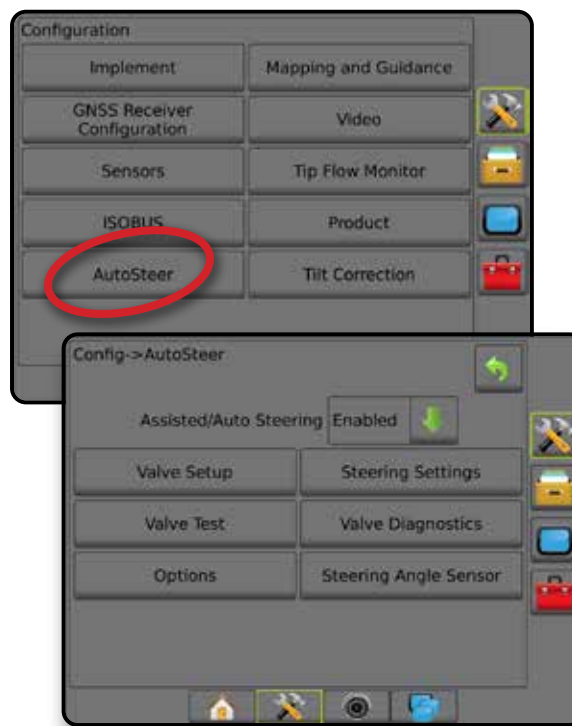 Configuration
Implement
Mapping and Guidance
GNSS Receiver
Configuration
Video
Sensors
Tip Flow Monitor
ISOBUS
Product
AutoSteer
Tilt Correction
Config->AutoSteer
Assisted/Auto Steering Enabled
Valve Setup
Steering Settings
Valve Test
Valve Diagnostics
Options
Steering Angle Sensor